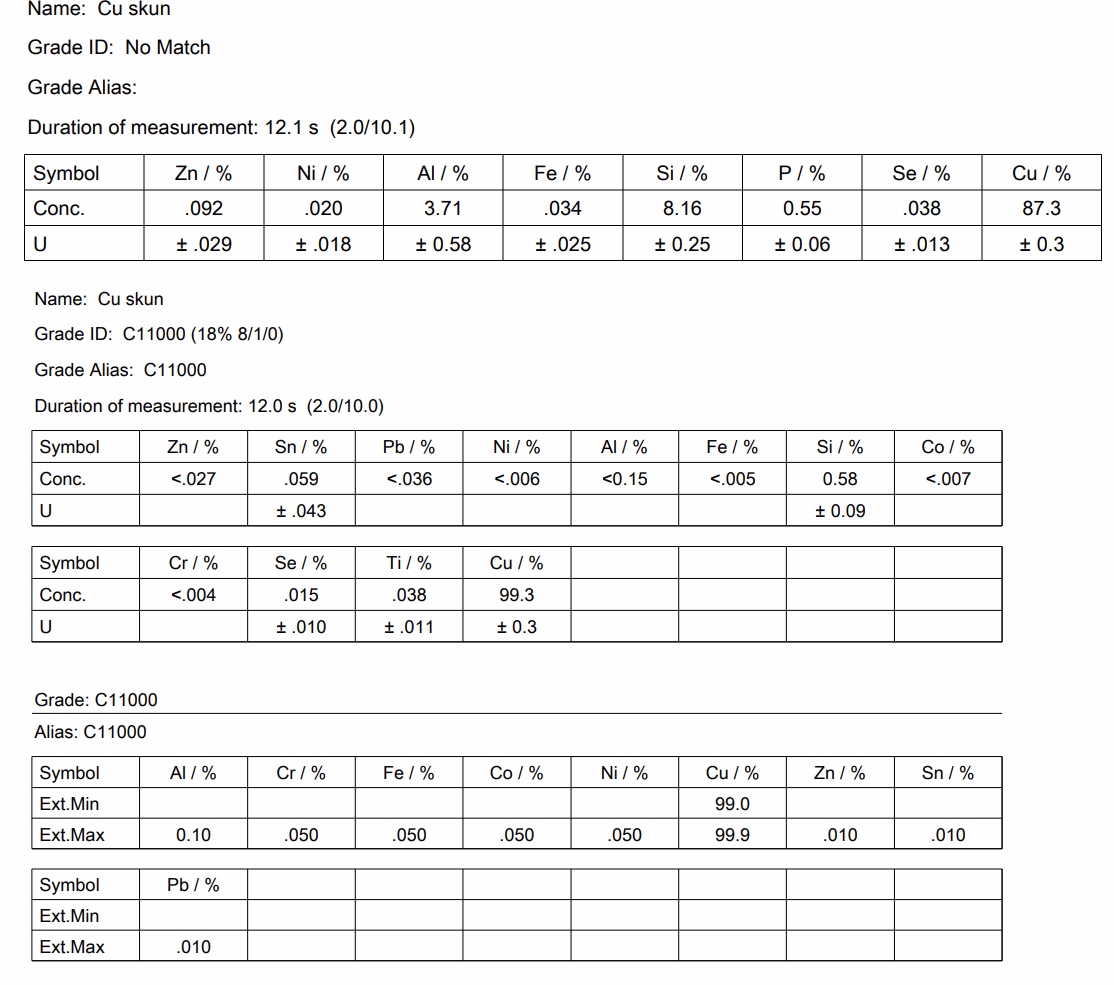 Name: Cu skun
Grade ID: No Match
Grade Alias:
Duration of measurement: 12.1 s (2.0/10.1)
Symbol Zn / % Ni / % Al / % Fe / % Si / % P / % Se / % Cu / %
Conc. .092 .020 3.71 .034 8.16 0.55 .038 87.3
U ± .029 ± .018 ± 0.58 ± .025 ± 0.25 ± 0.06 ± .013 ± 0.3
Name: Cu skun
Grade ID: C11000 (18% 8/1/0)
Grade Alias: C11000
Duration of measurement: 12.0 s (2.0/10.0)
Symbol Zn / % Sn / % Pb / % Ni / % Al / % Fe / % Si / % Co / %
Conc. <.027 .059 <.036 <.006 <0.15 <.005 0.58 <.007
U ± .043 ± 0.09
Symbol Cr / % Se / % Ti / % Cu / %
Conc. <.004 .015 .038 99.3
U ± .010 ± .011 ± 0.3
Grade: C11000
Alias: C11000
Symbol Al / % Cr / % Fe / % Co / % Ni / % Cu / % Zn / % Sn / %
Ext.Min 99.0
Ext.Max 0.10 .050 .050 .050 .050 99.9 .010 .010
Symbol Pb / %
Ext.Min
Ext.Max .010